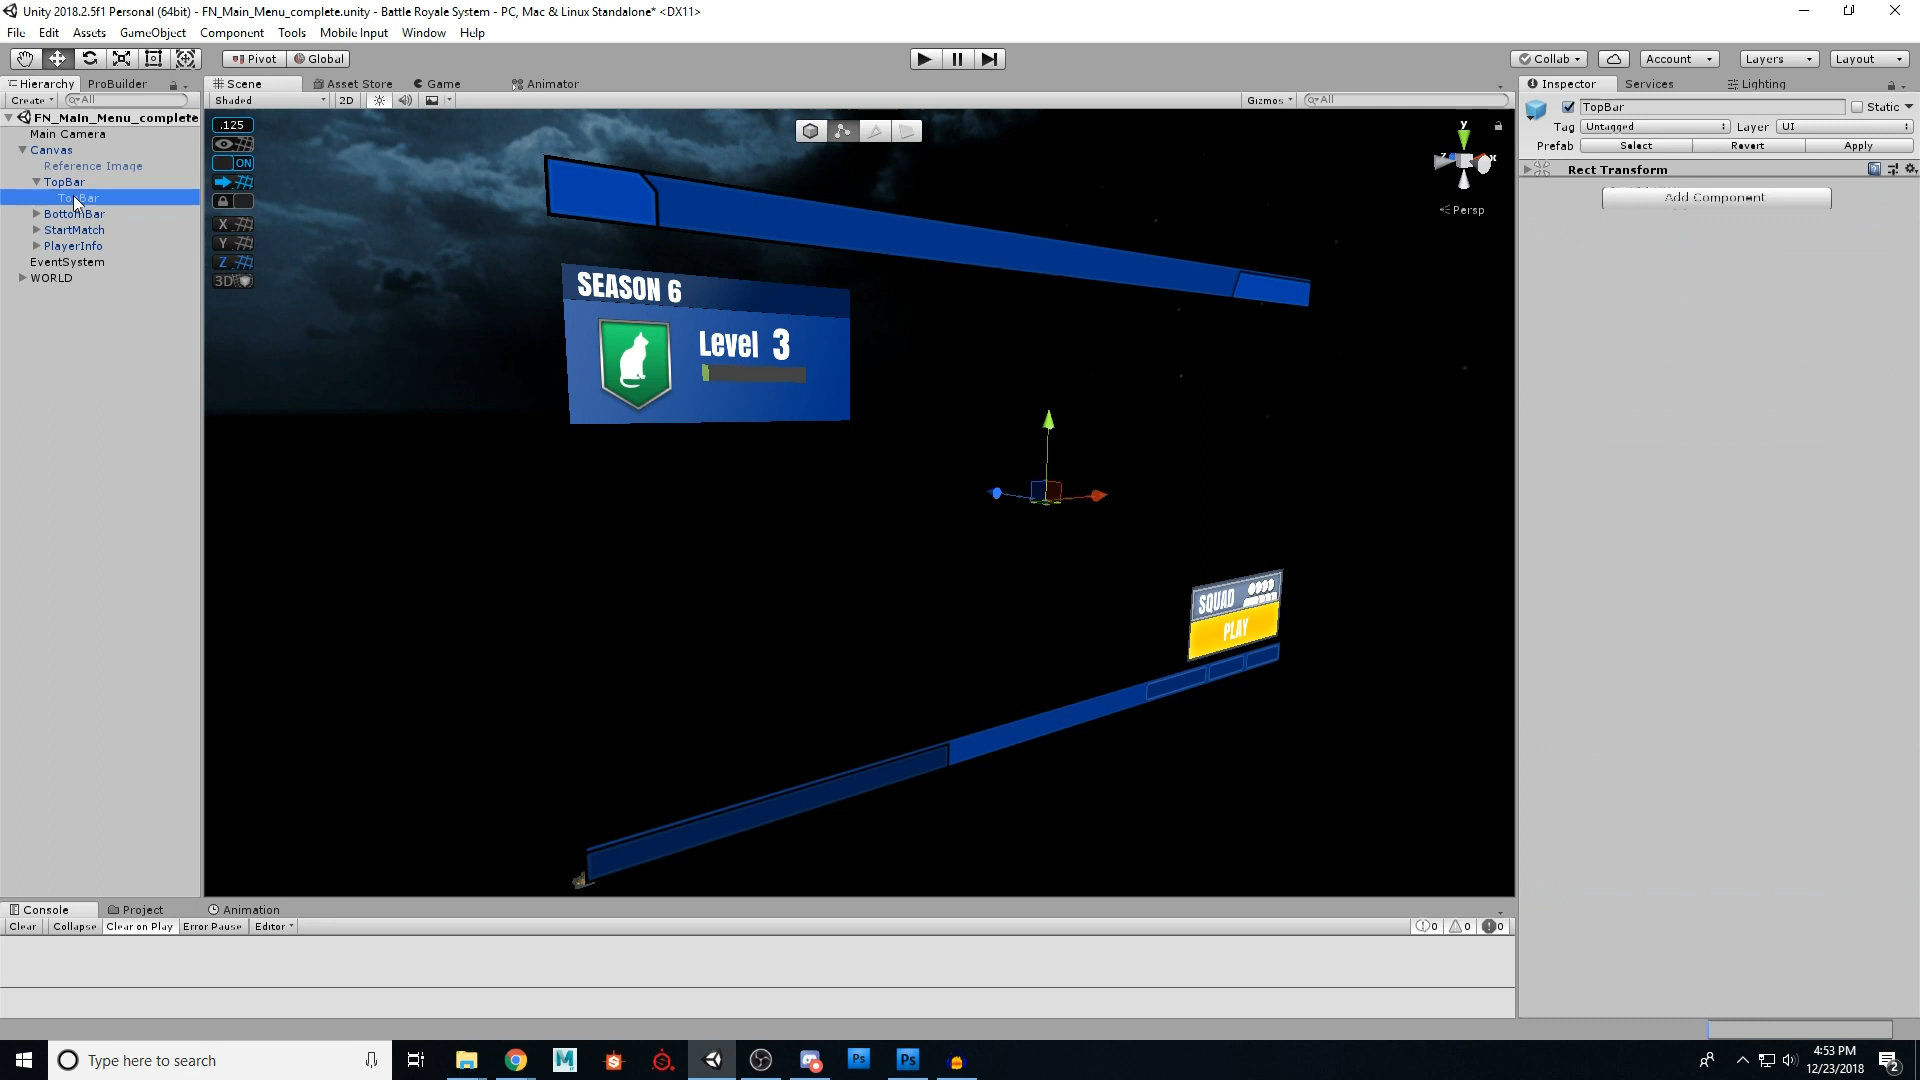 Unity 2018.2.5f1 Personal (64bit) - FN_Main_Menu_complete.unity - Battle Royale System - PC, Mac & Linux Standalone* <DX11>
File Edit Assets GameObject Component Tools Mobile Input Window Help
Pivot Global Collab Account Layers Layout
Hierarchy ProBuilder Scene Asset Store Game Animator Inspector Services Lighting
Create All Shaded 2D Gizmos All
TopBar Static
Tag Untagged Layer UI
Prefab Select Revert Apply
Rect Transform
Add Component
FN_Main_Menu_complete
Main Camera
Canvas
Reference Image
TopBar
TopBar
BottomBar
StartMatch
PlayerInfo
EventSystem
WORLD
.125
ON
X
Y
Z
3D
y
z x
Persp
SEASON 6
Level 3
SQUAD
PLAY
Console Project Animation
Clear Collapse Clear on Play Error Pause Editor 0 0 0
Type here to search
Ps Ps
4:53 PM
12/23/2018
2